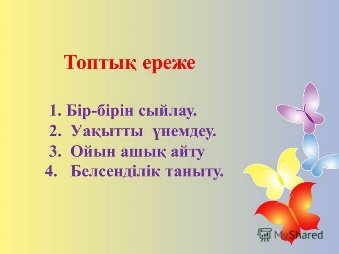 Топтық ереже
1. Бір-бірін сыйлау.
2. Уақытты үнемдеу.
3. Ойын ашық айту
4. Белсенділік таныту.
MyShared